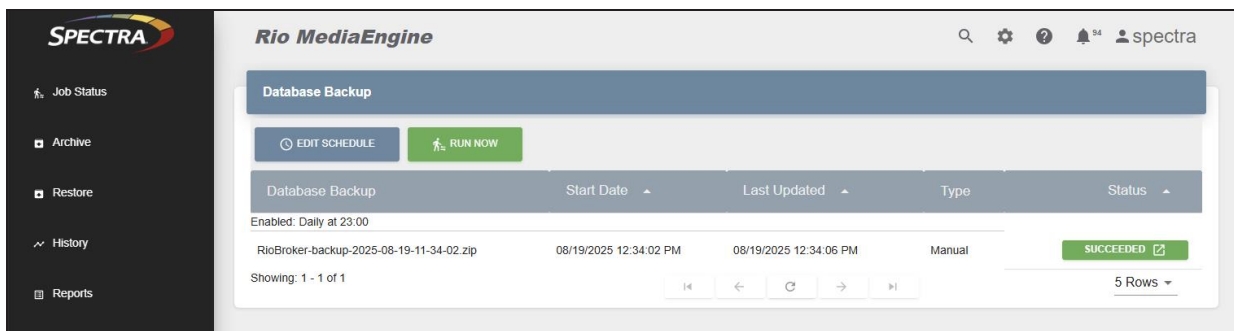 SPECTRA
Rio MediaEngine
94 spectra
Job Status
Archive
Restore
History
Reports
Database Backup
EDIT SCHEDULE RUN NOW
Database Backup Start Date Last Updated Type Status
Enabled: Daily at 23:00
RioBroker-backup-2025-08-19-11-34-02.zip 08/19/2025 12:34:02 PM 08/19/2025 12:34:06 PM Manual SUCCEEDED
Showing: 1 - 1 of 1 5 Rows